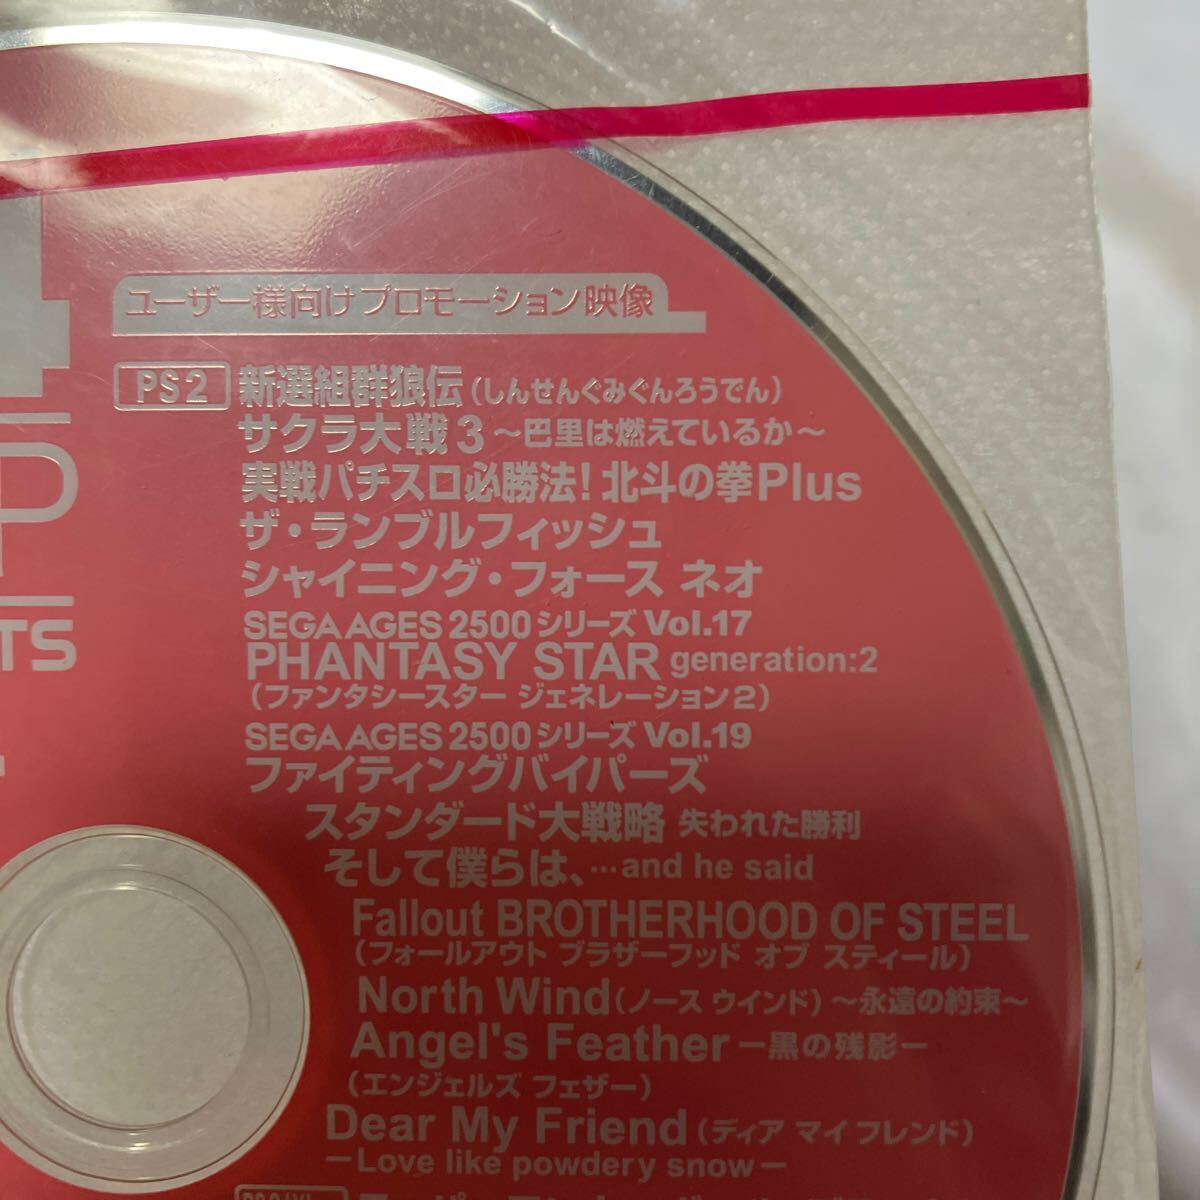 ユーザー様向けプロモーション映像
PS2 新選組群狼伝(しんせんぐみぐんろうでん)
サクラ大戦3～巴里は燃えているか～
実戦パチスロ必勝法!北斗の拳Plus
ザ・ランブルフィッシュ
シャイニング・フォース ネオ
SEGA AGES 2500シリーズ Vol.17
PHANTASY STAR generation:2
(ファンタシースター ジェネレーション2)
SEGA AGES 2500シリーズ Vol.19
ファイティングバイパーズ
スタンダード大戦略 失われた勝利
そして僕らは、…and he said
Fallout BROTHERHOOD OF STEEL
(フォールアウト ブラザーフッド オブ スティール)
North Wind(ノース ウインド)～永遠の約束～
Angel's Feather－黒の残影－
(エンジェルズ フェザー)
Dear My Friend(ディア マイ フレンド)
－Love like powdery snow－